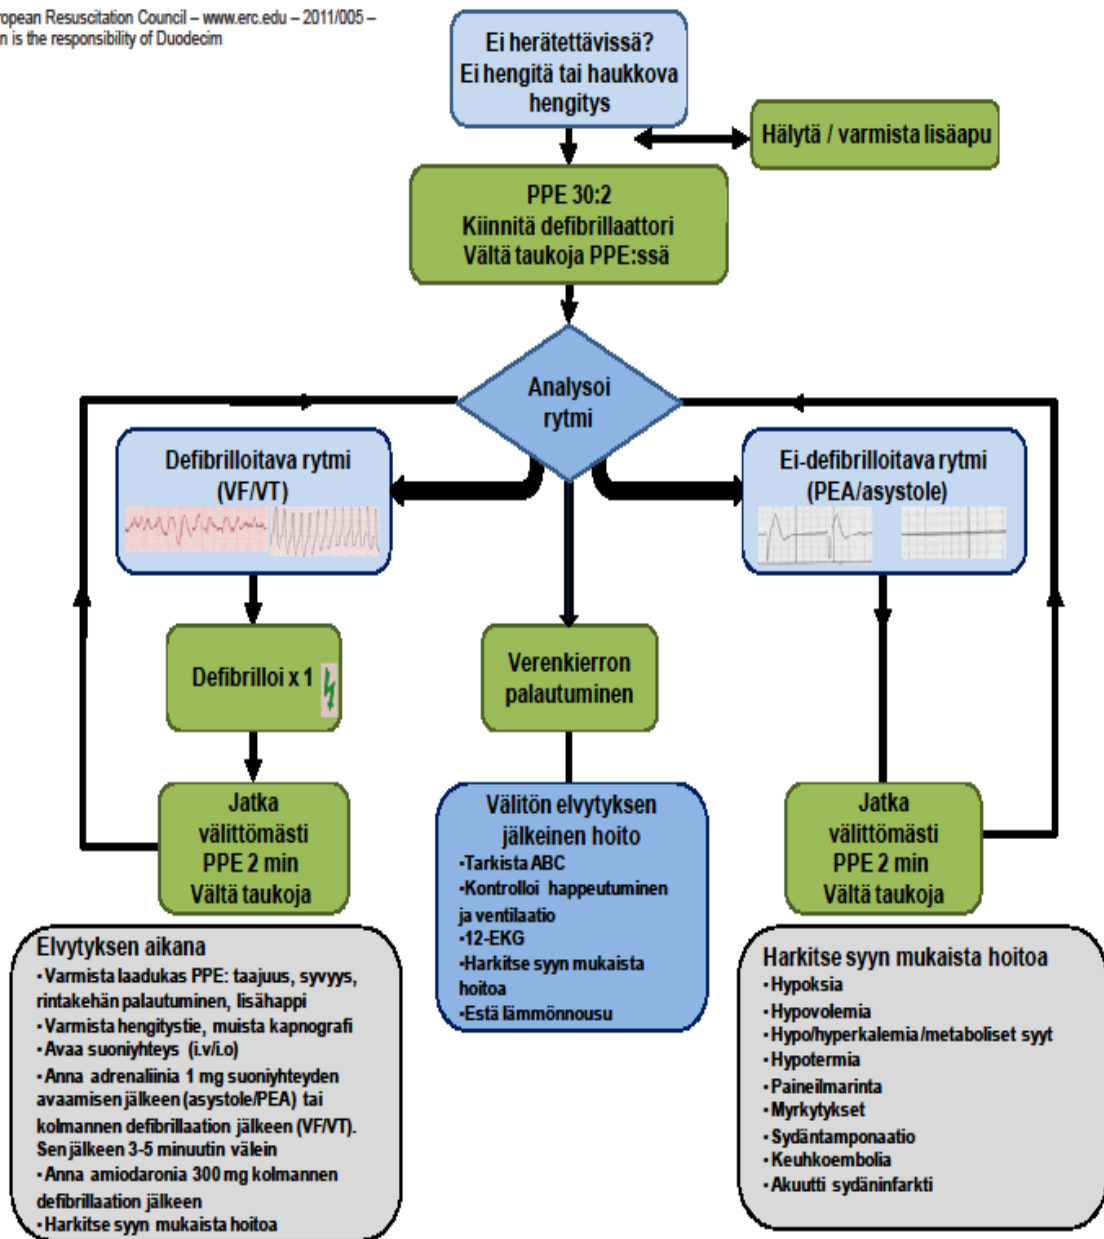 ropean Resuscitation Council – www.erc.edu – 2011/005 –
n is the responsibility of Duodecim
Ei herätettävissä?
Ei hengitä tai haukkova
hengitys
Hälytä / varmista lisäapu
PPE 30:2
Kiinnitä defibrillaattori
Vältä taukoja PPE:ssä
Analysoi
rytmi
Defibrilloitava rytmi
(VF/VT)
Ei-defibrilloitava rytmi
(PEA/asystole)
Defibrilloi x 1
Verenkierron
palautuminen
Jatka
välittömästi
PPE 2 min
Vältä taukoja
Välitön elvytyksen
jälkeinen hoito
▪Tarkista ABC
▪Kontrolloi happeutuminen
ja ventilaatio
▪12-EKG
▪Harkitse syyn mukaista
hoitoa
▪Estä lämmönnousu
Jatka
välittömästi
PPE 2 min
Vältä taukoja
Elvytyksen aikana
▪ Varmista laadukas PPE: taajuus, syvyys,
rintakehän palautuminen, lisähappi
▪ Varmista hengitystie, muista kapnografi
▪ Avaa suoniyhteys (i.v/i.o)
▪ Anna adrenaliinia 1 mg suoniyhteyden
avaamisen jälkeen (asystole/PEA) tai
kolmannen defibrillaation jälkeen (VF/VT).
Sen jälkeen 3-5 minuutin välein
▪ Anna amiodaronia 300 mg kolmannen
defibrillaation jälkeen
▪ Harkitse syyn mukaista hoitoa
Harkitse syyn mukaista hoitoa
▪ Hypoksia
▪ Hypovolemia
▪ Hypo/hyperkalemia/metaboliset syyt
▪ Hypotermia
▪ Paineilmarinta
▪ Myrkytykset
▪ Sydäntamponaatio
▪ Keuhkoembolia
▪ Akuutti sydäninfarkti